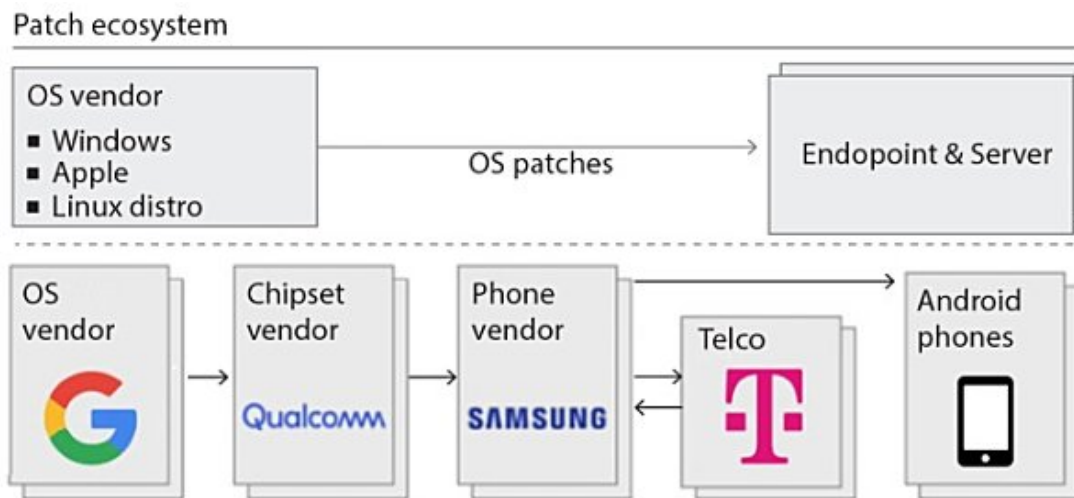 Patch ecosystem
OS vendor
▪ Windows
▪ Apple
▪ Linux distro
OS patches
Endopoint & Server
OS
vendor
G
Chipset
vendor
Qualcomm
Phone
vendor
SAMSUNG
Telco
T
Android
phones